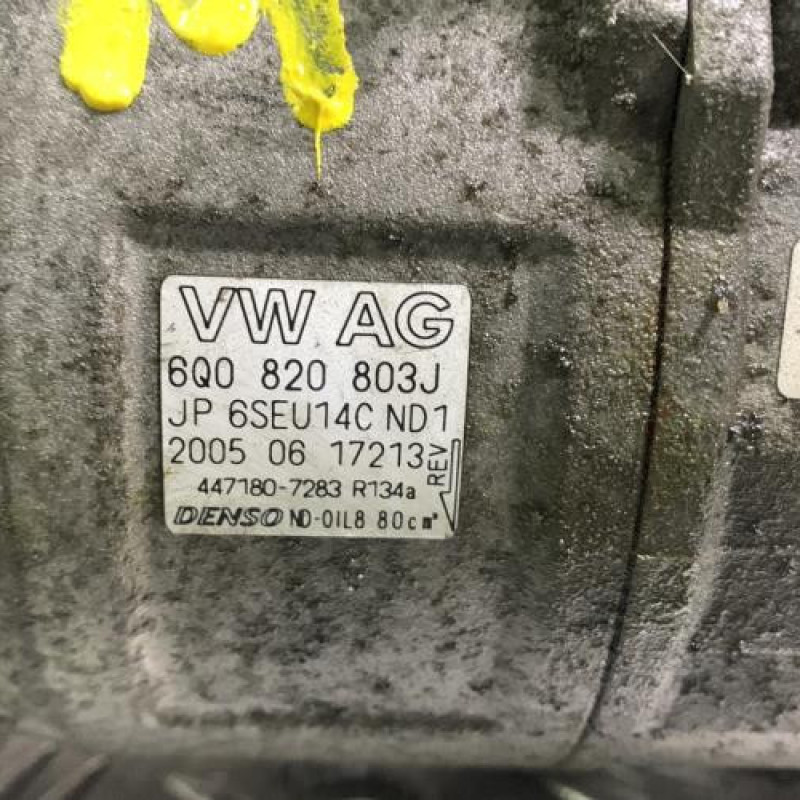 VW AG
6Q0 820 803J
JP 6SEU14C ND1
2005 06 17213
REV
447180-7283 R134a
DENSO ND-OIL8 80cm³